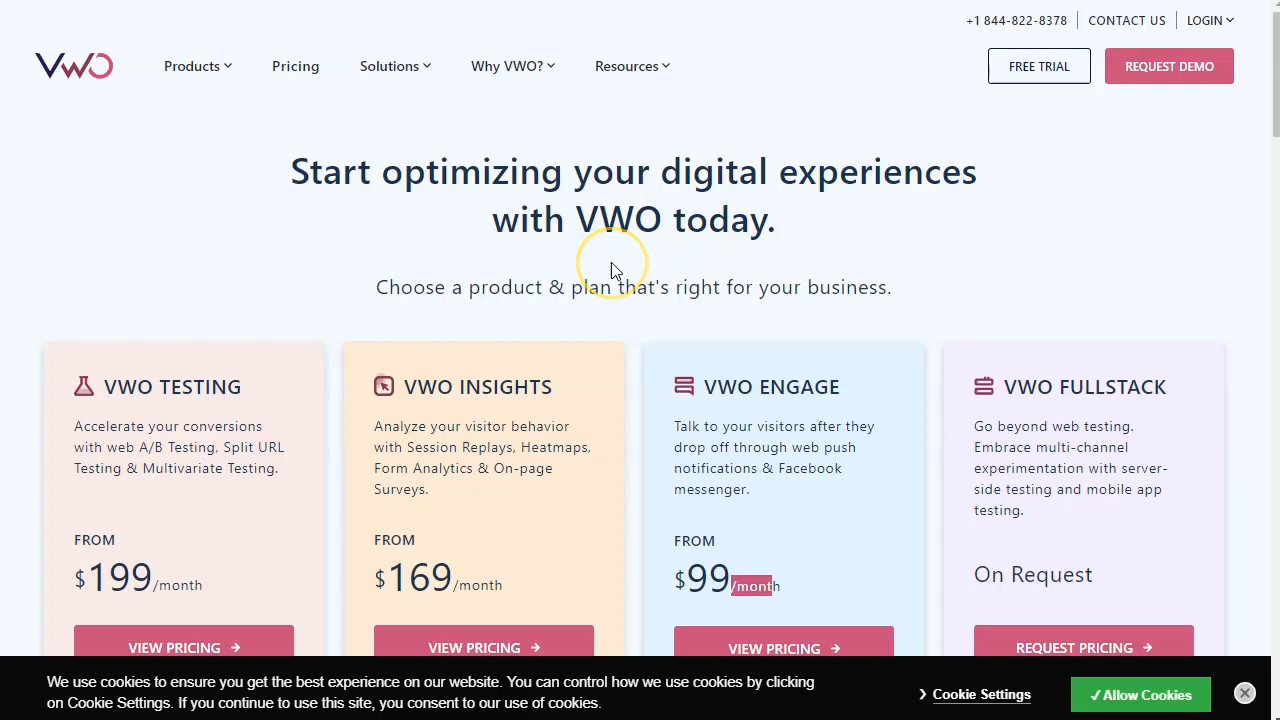 +1 844-822-8378 CONTACT US LOGIN
VWO Products Pricing Solutions Why VWO? Resources FREE TRIAL REQUEST DEMO
Start optimizing your digital experiences
with VWO today.
Choose a product & plan that's right for your business.
VWO TESTING
Accelerate your conversions
with web A/B Testing, Split URL
Testing & Multivariate Testing.
FROM
$199/month
VIEW PRICING →
VWO INSIGHTS
Analyze your visitor behavior
with Session Replays, Heatmaps,
Form Analytics & On-page
Surveys.
FROM
$169/month
VIEW PRICING →
VWO ENGAGE
Talk to your visitors after they
drop off through web push
notifications & Facebook
messenger.
FROM
$99/month
VIEW PRICING →
VWO FULLSTACK
Go beyond web testing.
Embrace multi-channel
experimentation with server-
side testing and mobile app
testing.
On Request
REQUEST PRICING →
We use cookies to ensure you get the best experience on our website. You can control how we use cookies by clicking
on Cookie Settings. If you continue to use this site, you consent to our use of cookies.
❯ Cookie Settings
✓Allow Cookies